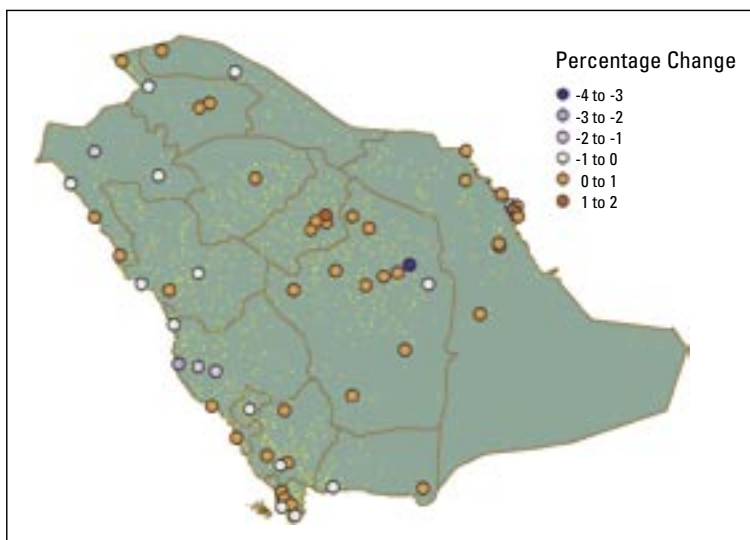 Percentage Change
-4 to -3
-3 to -2
-2 to -1
-1 to 0
0 to 1
1 to 2